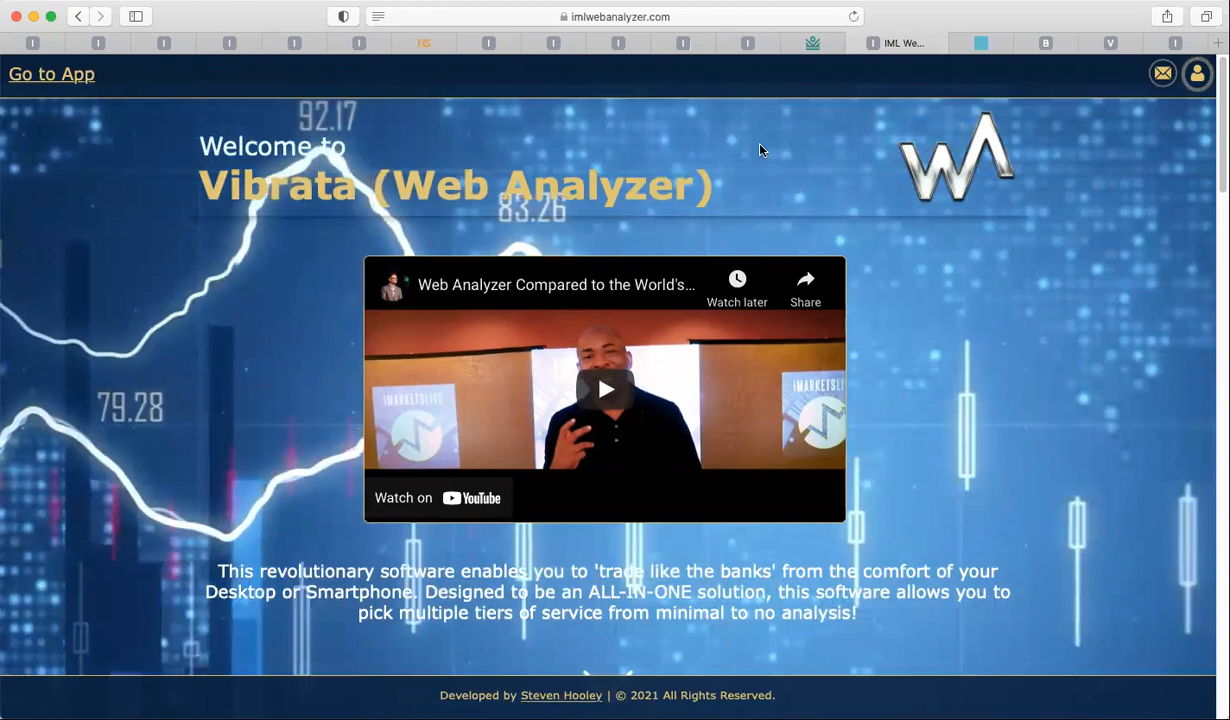 imlwebanalyzer.com
I
I
I
I
I
I
FIS
I
I
I
I
I
I
IML We...
B
V
I
Go to App
92.17
Welcome to
WA
Vibrata (Web Analyzer)
83.26
Web Analyzer Compared to the World's...
Watch later
Share
IMARKETSLIVE
79.28
Watch on YouTube
This revolutionary software enables you to 'trade like the banks' from the comfort of your
Desktop or Smartphone. Designed to be an ALL-IN-ONE solution, this software allows you to
pick multiple tiers of service from minimal to no analysis!
Developed by Steven Hooley | © 2021 All Rights Reserved.